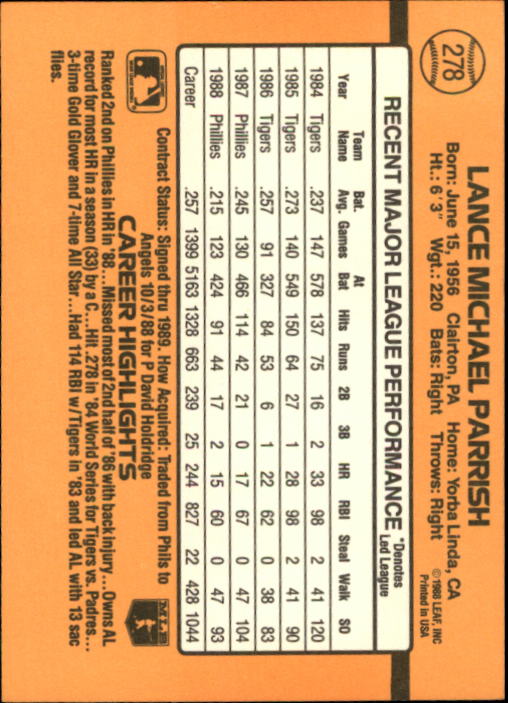 278
LANCE MICHAEL PARRISH
Born: June 15, 1956 Clairton, PA Home: Yorba Linda, CA
Ht.: 6'3" Wgt.: 220 Bats: Right Throws: Right
©1988 LEAF, INC
Printed in USA
RECENT MAJOR LEAGUE PERFORMANCE *Denotes Led League
Year Team Name Bat. Avg. Games At Bat Hits Runs 2B 3B HR RBI Steal Walk SO
1984 Tigers .237 147 578 137 75 16 2 33 98 2 41 120
1985 Tigers .273 140 549 150 64 27 1 28 98 2 41 90
1986 Tigers .257 91 327 84 53 6 1 22 62 0 38 83
1987 Phillies .245 130 466 114 42 21 0 17 67 0 47 104
1988 Phillies .215 123 424 91 44 17 2 15 60 0 47 93
Career .257 1399 5163 1328 663 239 25 244 827 22 428 1044
Contract Status: Signed thru 1989. How Acquired: Traded from Phils to
Angels 10/3/88 for P David Holdridge
MLB
CAREER HIGHLIGHTS
Ranked 2nd on Phillies in HR in '88...Missed most of 2nd half of '86 with back injury...Owns AL
record for most HR in a season (33) by a C...Hit .278 in '84 World Series for Tigers vs. Padres...
3-time Gold Glover and 7-time All Star...Had 114 RBI w/Tigers in '83 and led AL with 13 sac
flies.